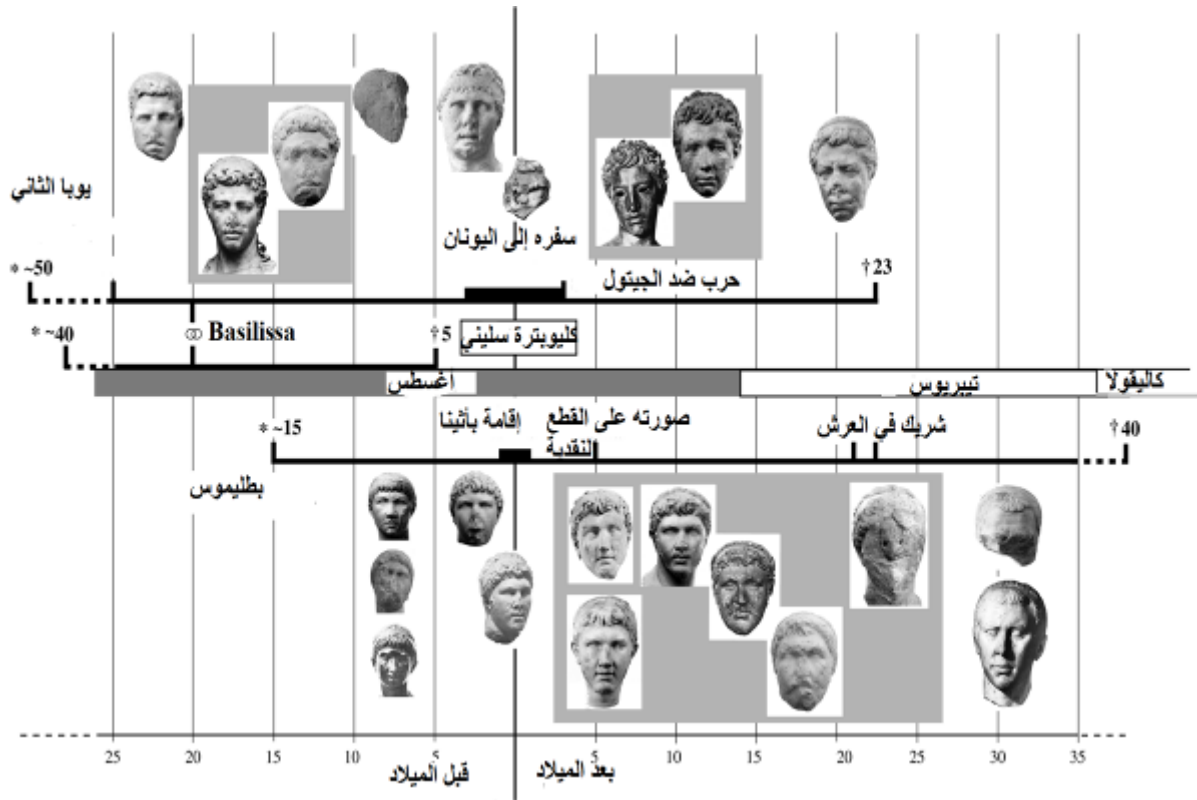 يوبا الثاني
سفره إلى اليونان
حرب ضد الجيتول
* ~50
†23
* ~40
Basilissa
†5
كليوبترة سليني
أغسطس
تيبريوس
كاليقولا
* ~15
إقامة بأثينا
صورته على القطع
لنقدية
شريك في العرش
†40
بطليموس
25 20 15 10 5 5 10 15 20 25 30 35
قبل الميلاد
بعد الميلاد